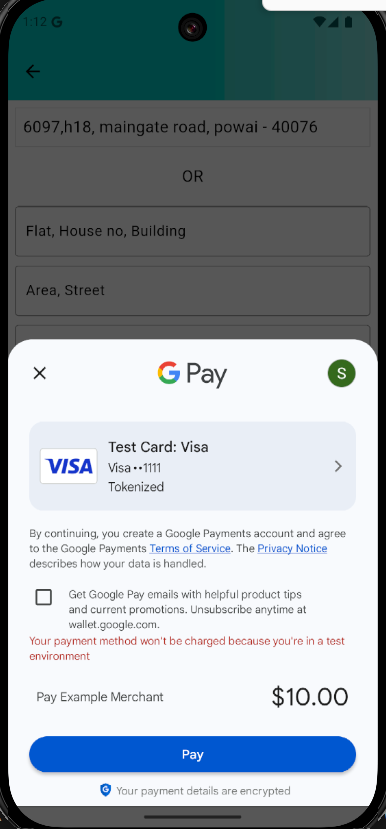 1:12 G
6097,h18, maingate road, powai - 40076
OR
Flat, House no, Building
Area, Street
G Pay
S
VISA
Test Card: Visa
Visa ••1111
Tokenized
By continuing, you create a Google Payments account and agree
to the Google Payments Terms of Service. The Privacy Notice
describes how your data is handled.
Get Google Pay emails with helpful product tips
and current promotions. Unsubscribe anytime at
wallet.google.com.
Your payment method won't be charged because you're in a test
environment
Pay Example Merchant
$10.00
Pay
Your payment details are encrypted